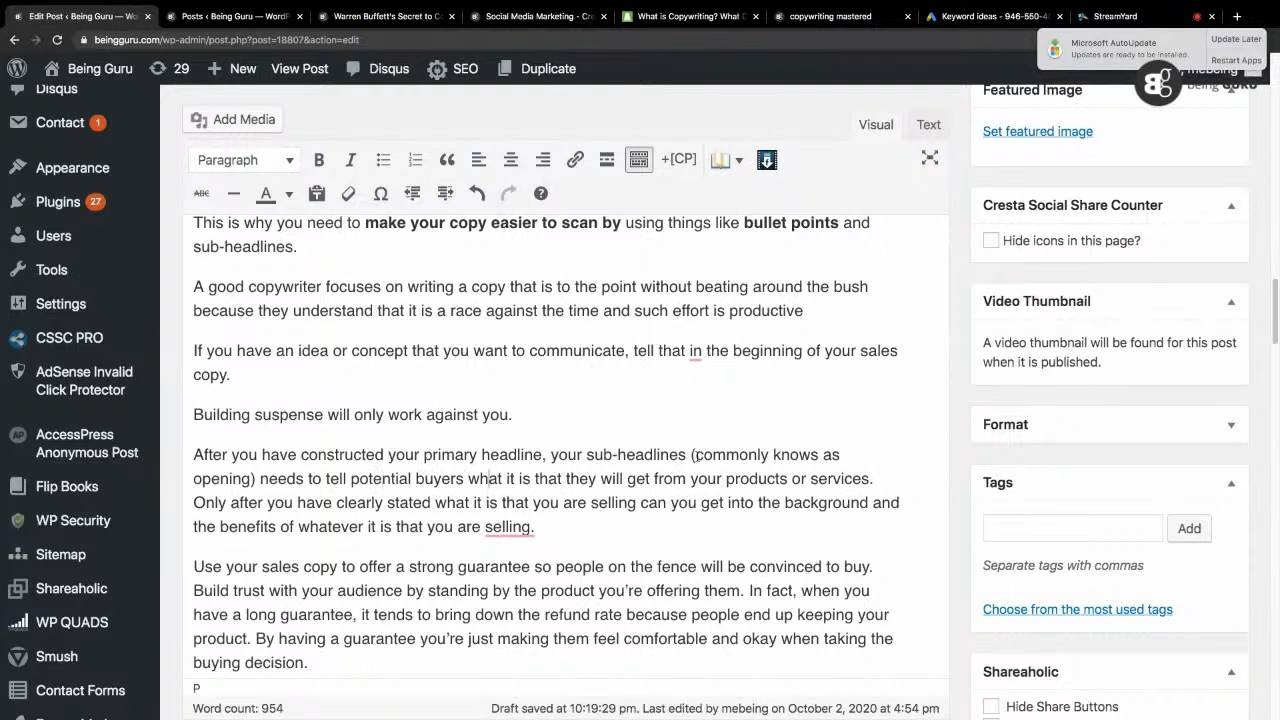 Edit Post ‹ Being Guru — Wo
Posts ‹ Being Guru — WordP
Warren Buffett's Secret to C
Social Media Marketing - Cre
What is Copywriting? What D
copywriting mastered
Keyword ideas - 946-550-4
StreamYard
beingguru.com/wp-admin/post.php?post=18807&action=edit
Microsoft AutoUpdate
Updates are ready to be installed.
Update Later
Restart Apps
Being Guru
29
New
View Post
Disqus
SEO
Duplicate
, mebeing
being GURU
Disqus
Contact 1
Appearance
Plugins 27
Users
Tools
Settings
CSSC PRO
AdSense Invalid
Click Protector
AccessPress
Anonymous Post
Flip Books
WP Security
Sitemap
Shareaholic
WP QUADS
Smush
Contact Forms
Add Media
Visual
Text
Paragraph
B I
+[CP]
ABC
A
This is why you need to make your copy easier to scan by using things like bullet points and
sub-headlines.
A good copywriter focuses on writing a copy that is to the point without beating around the bush
because they understand that it is a race against the time and such effort is productive
If you have an idea or concept that you want to communicate, tell that in the beginning of your sales
copy.
Building suspense will only work against you.
After you have constructed your primary headline, your sub-headlines (commonly knows as
opening) needs to tell potential buyers what it is that they will get from your products or services.
Only after you have clearly stated what it is that you are selling can you get into the background and
the benefits of whatever it is that you are selling.
Use your sales copy to offer a strong guarantee so people on the fence will be convinced to buy.
Build trust with your audience by standing by the product you're offering them. In fact, when you
have a long guarantee, it tends to bring down the refund rate because people end up keeping your
product. By having a guarantee you're just making them feel comfortable and okay when taking the
buying decision.
P
Word count: 954
Draft saved at 10:19:29 pm. Last edited by mebeing on October 2, 2020 at 4:54 pm
Featured Image
Set featured image
Cresta Social Share Counter
Hide icons in this page?
Video Thumbnail
A video thumbnail will be found for this post
when it is published.
Format
Tags
Add
Separate tags with commas
Choose from the most used tags
Shareaholic
Hide Share Buttons